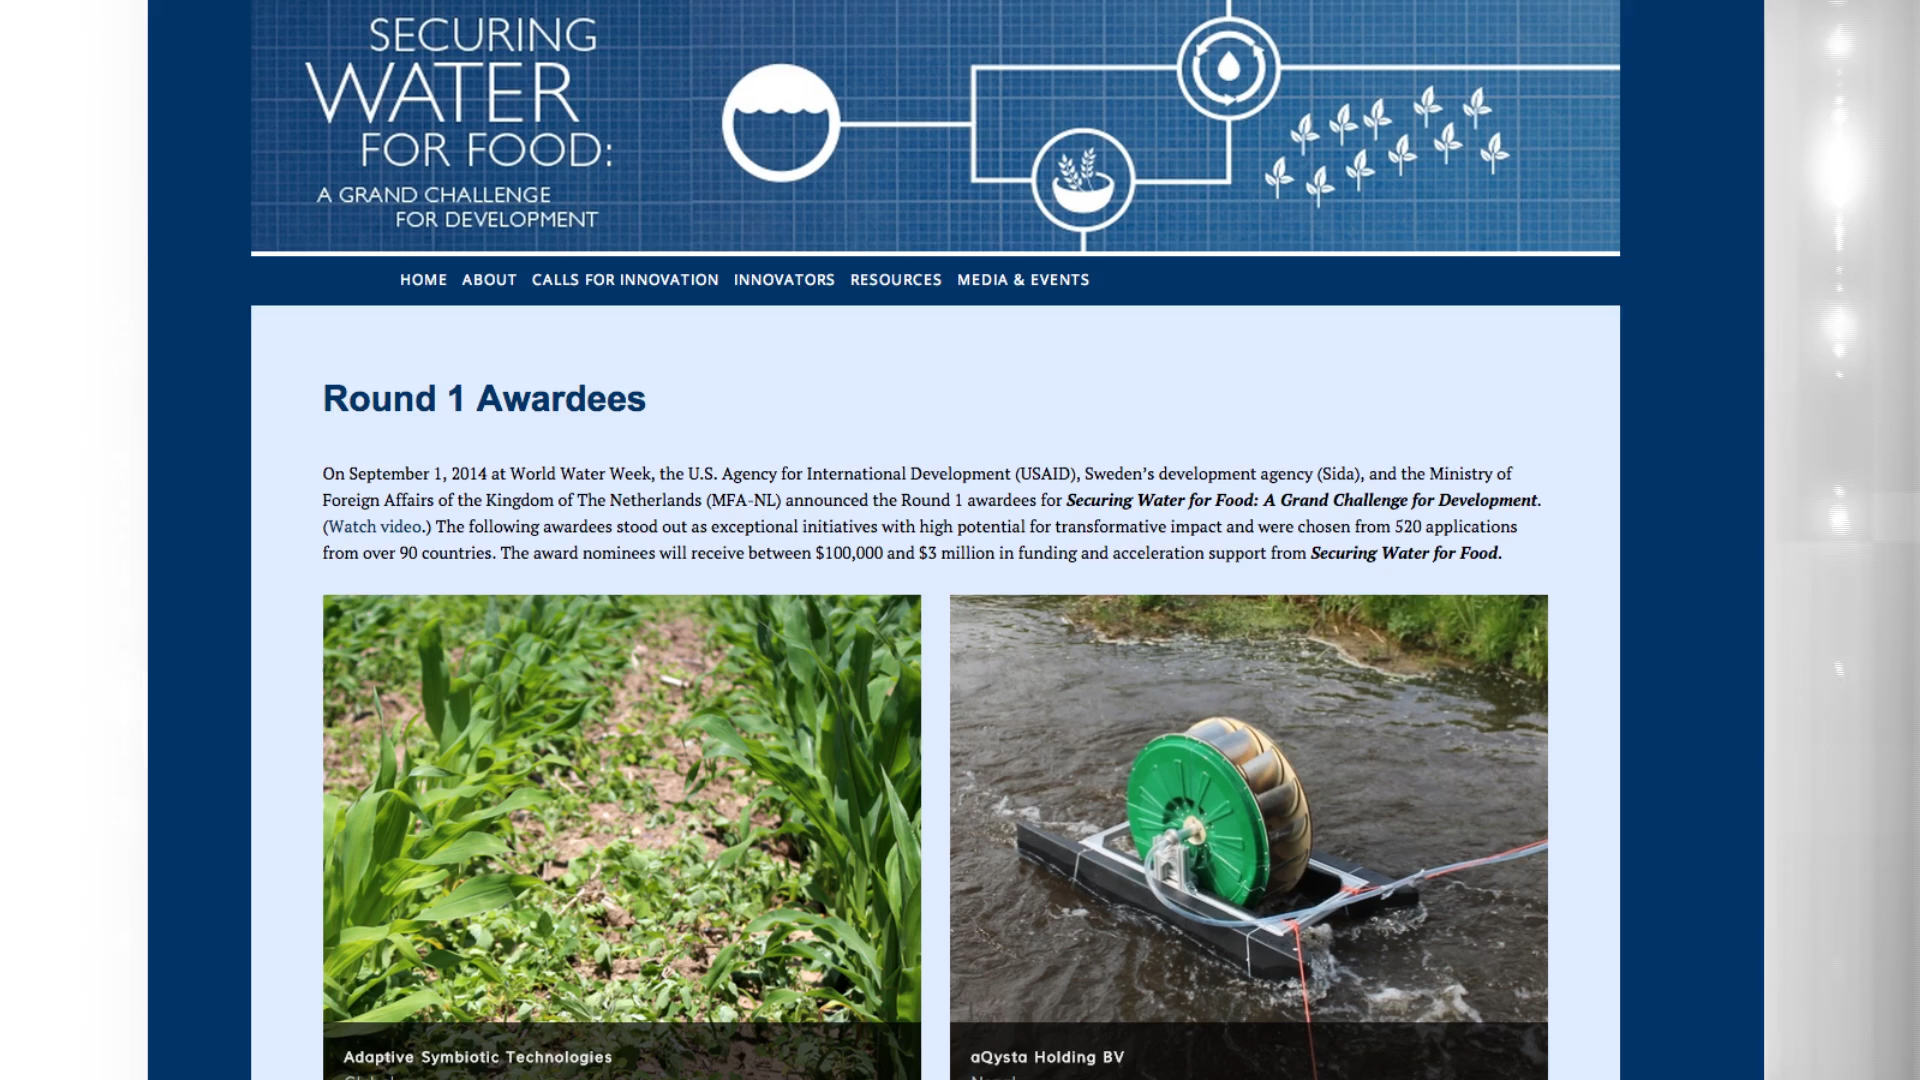 SECURING
WATER
FOR FOOD:
A GRAND CHALLENGE
FOR DEVELOPMENT
HOME ABOUT CALLS FOR INNOVATION INNOVATORS RESOURCES MEDIA & EVENTS
Round 1 Awardees
On September 1, 2014 at World Water Week, the U.S. Agency for International Development (USAID), Sweden’s development agency (Sida), and the Ministry of
Foreign Affairs of the Kingdom of The Netherlands (MFA-NL) announced the Round 1 awardees for Securing Water for Food: A Grand Challenge for Development.
(Watch video.) The following awardees stood out as exceptional initiatives with high potential for transformative impact and were chosen from 520 applications
from over 90 countries. The award nominees will receive between $100,000 and $3 million in funding and acceleration support from Securing Water for Food.
Adaptive Symbiotic Technologies
aQysta Holding BV